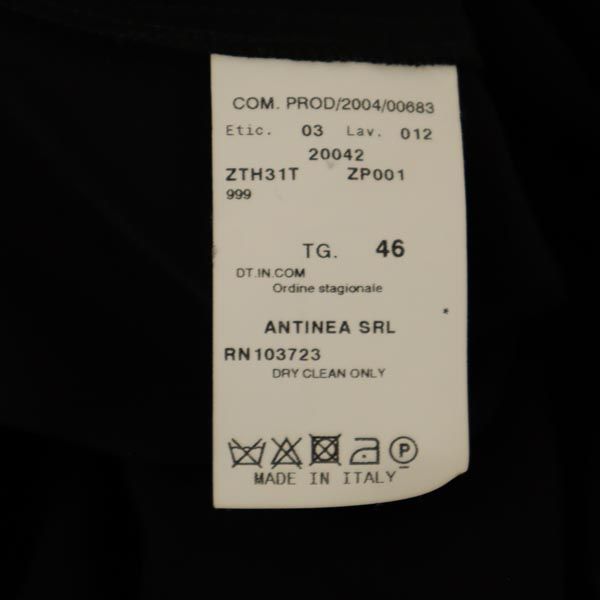 COM. PROD/2004/00683
Etic. 03 Lav. 012
20042
ZTH31T ZP001
999
TG. 46
DT.IN.COM
Ordine stagionale
ANTINEA SRL
RN103723
DRY CLEAN ONLY
P
MADE IN ITALY